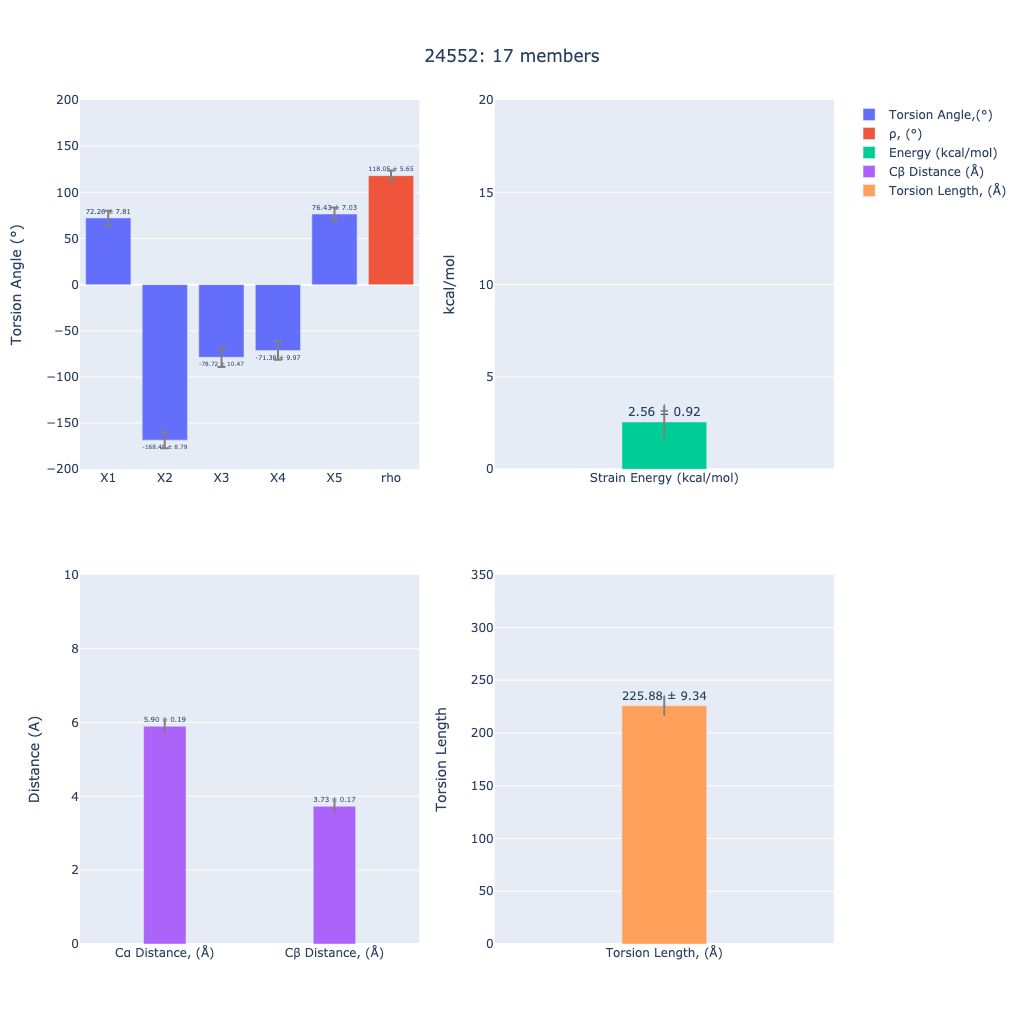 24552: 17 members
Torsion Angle (°)
200
150
100
50
0
−50
−100
−150
−200
72.26 ± 7.81
-78.72 ± 10.47
-71.38 ± 9.97
76.43 ± 7.03
118.05 ± 5.65
X1 X2 X3 X4 X5 rho
kcal/mol
20
15
10
5
0
2.56 ± 0.92
Strain Energy (kcal/mol)
Torsion Angle,(°)
ρ, (°)
Energy (kcal/mol)
Cβ Distance (Å)
Torsion Length, (Å)
Distance (A)
10
8
6
4
2
0
5.90 ± 0.19
3.73 ± 0.17
Cα Distance, (Å) Cβ Distance, (Å)
Torsion Length
350
300
250
200
150
100
50
0
225.88 ± 9.34
Torsion Length, (Å)